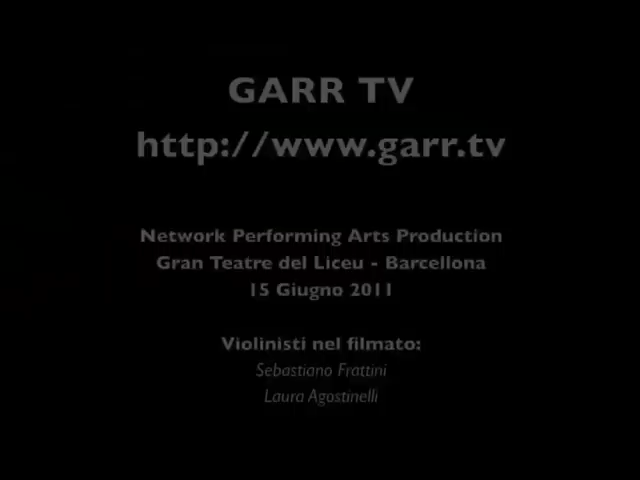 GARR TV
http://www.garr.tv
Network Performing Arts Production
Gran Teatre del Liceu - Barcellona
15 Giugno 2011
Violinisti nel filmato:
Sebastiano Frattini
Laura Agostinelli